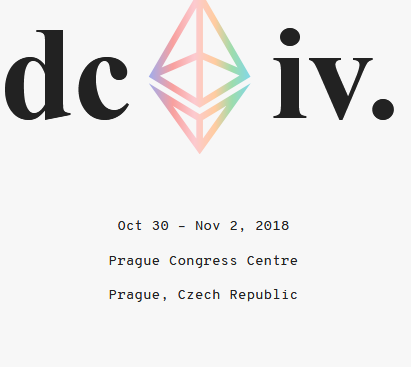 dc iv.
Oct 30 – Nov 2, 2018
Prague Congress Centre
Prague, Czech Republic